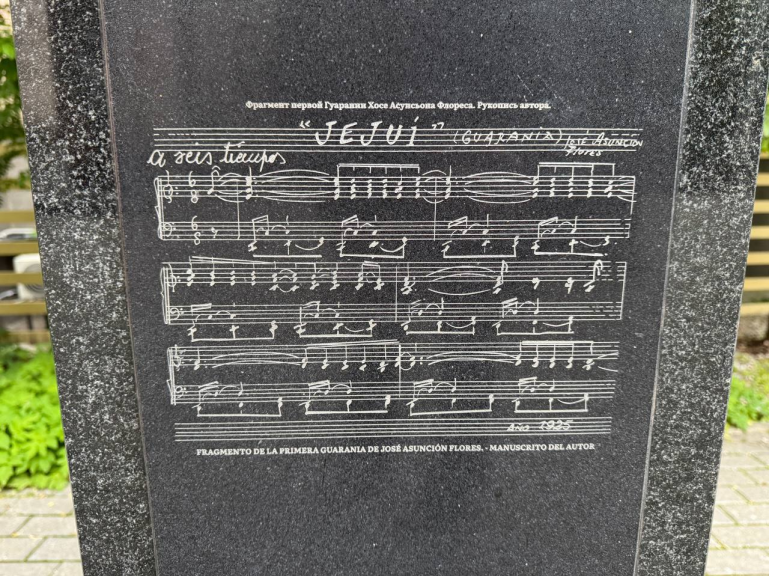 Фрагмент первой Гуарании Хосе Асунсьона Флореса. Рукопись автора.
"JEJUÍ" (GUARANIA) JOSÉ ASUNCIÓN
FLORES
a seis tiempos
Año 1925
FRAGMENTO DE LA PRIMERA GUARANIA DE JOSÉ ASUNCIÓN FLORES. - MANUSCRITO DEL AUTOR